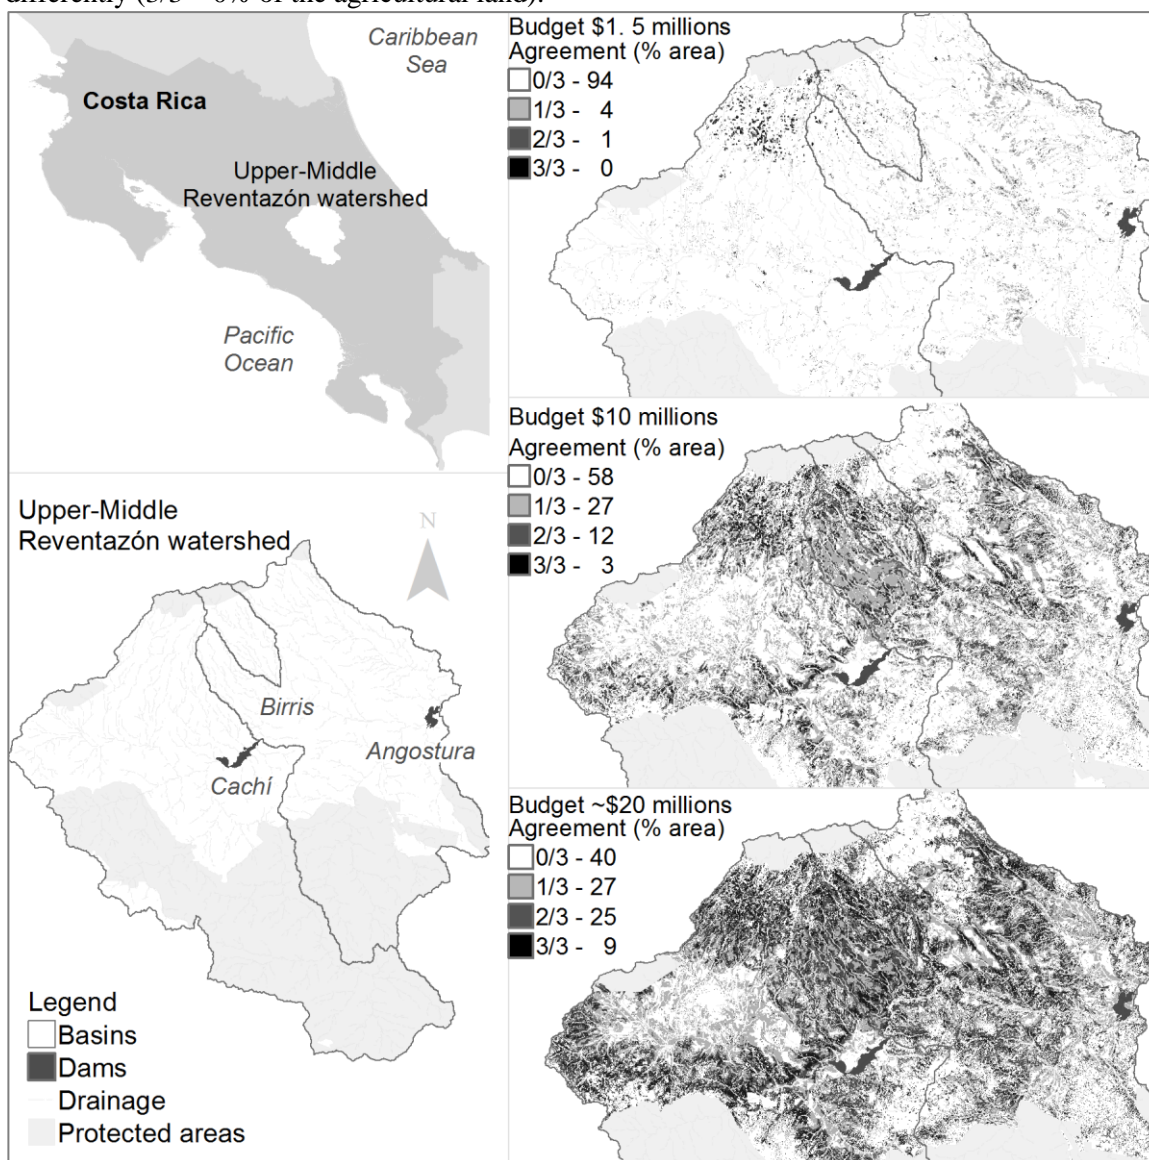 Caribbean
Sea
Costa Rica
Upper-Middle
Reventazón watershed
Pacific
Ocean
Upper-Middle
Reventazón watershed
N
Birris
Angostura
Cachí
Legend
Basins
Dams
Drainage
Protected areas
Budget $1. 5 millions
Agreement (% area)
0/3 - 94
1/3 - 4
2/3 - 1
3/3 - 0
Budget $10 millions
Agreement (% area)
0/3 - 58
1/3 - 27
2/3 - 12
3/3 - 3
Budget ~$20 millions
Agreement (% area)
0/3 - 40
1/3 - 27
2/3 - 25
3/3 - 9